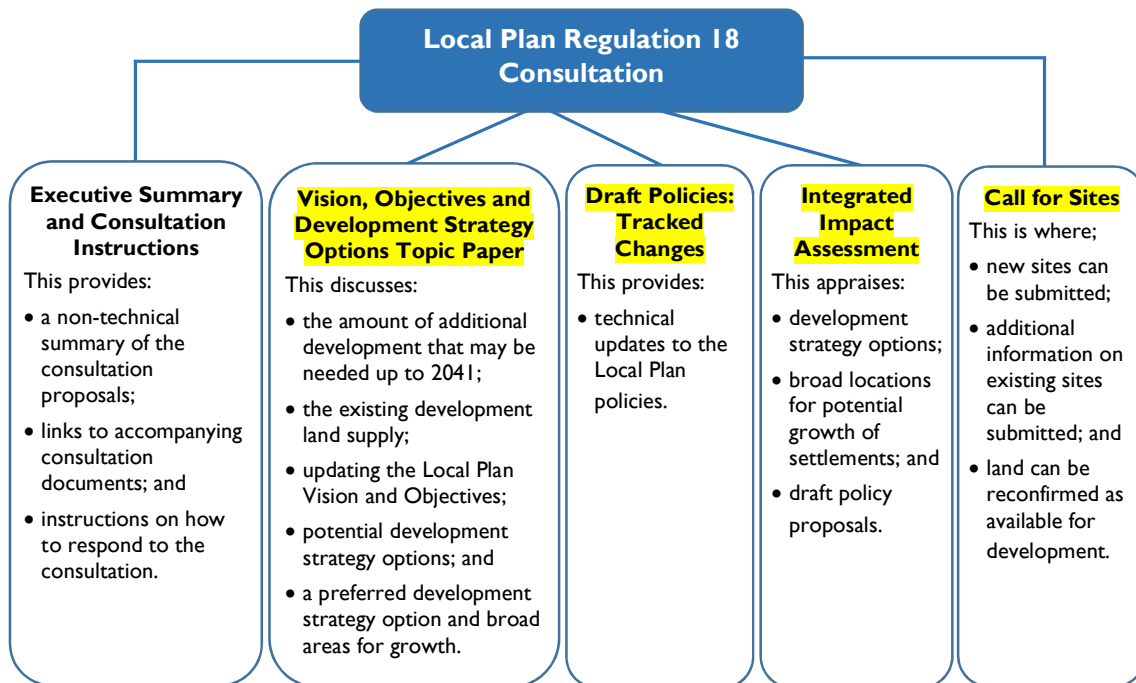 Local Plan Regulation 18
Consultation
Executive Summary
and Consultation
Instructions
This provides:
• a non-technical
summary of the
consultation
proposals;
• links to accompanying
consultation
documents; and
• instructions on how
to respond to the
consultation.
Vision, Objectives and
Development Strategy
Options Topic Paper
This discusses:
• the amount of additional
development that may be
needed up to 2041;
• the existing development
land supply;
• updating the Local Plan
Vision and Objectives;
• potential development
strategy options; and
• a preferred development
strategy option and broad
areas for growth.
Draft Policies:
Tracked
Changes
This provides:
• technical
updates to the
Local Plan
policies.
Integrated
Impact
Assessment
This appraises:
• development
strategy options;
• broad locations
for potential
growth of
settlements; and
• draft policy
proposals.
Call for Sites
This is where;
• new sites can
be submitted;
• additional
information on
existing sites
can be
submitted; and
• land can be
reconfirmed as
available for
development.